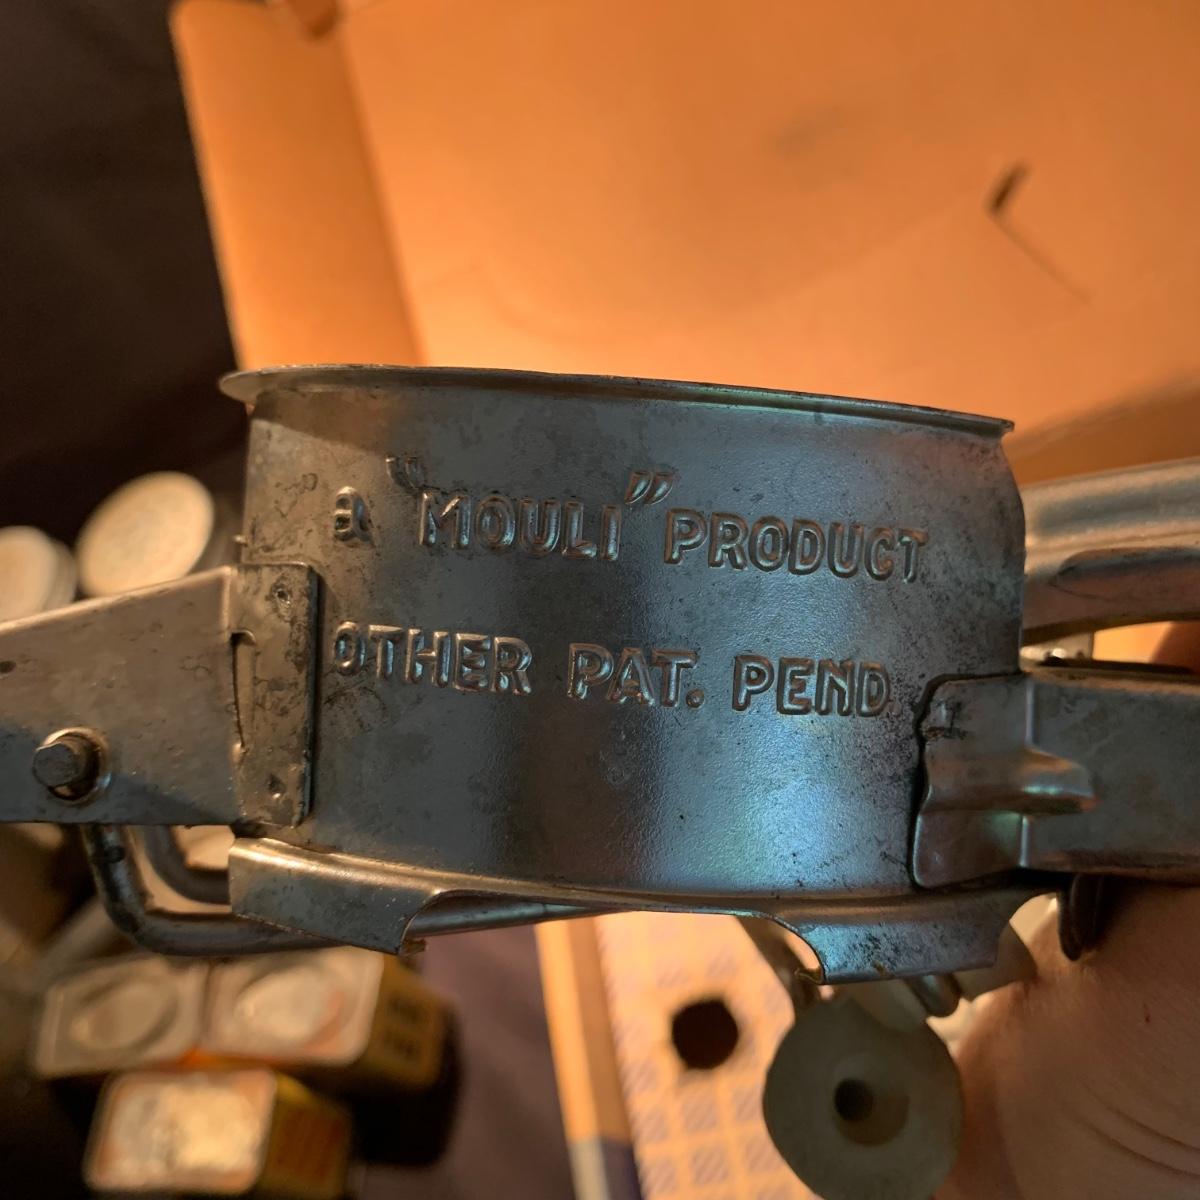 a "MOULI" PRODUCT
OTHER PAT. PEND